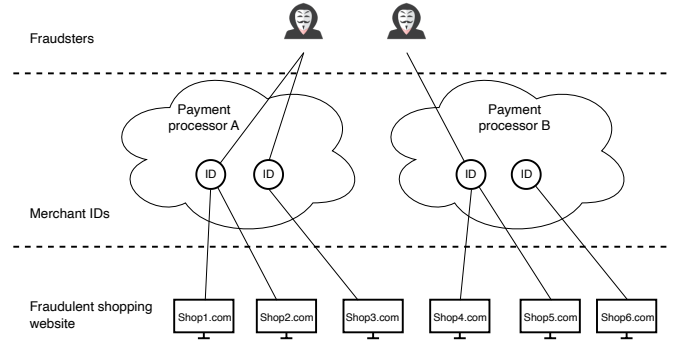 Fraudsters
Payment
processor A
Payment
processor B
ID
ID
ID
ID
Merchant IDs
Fraudulent shopping
website
Shop1.com
Shop2.com
Shop3.com
Shop4.com
Shop5.com
Shop6.com